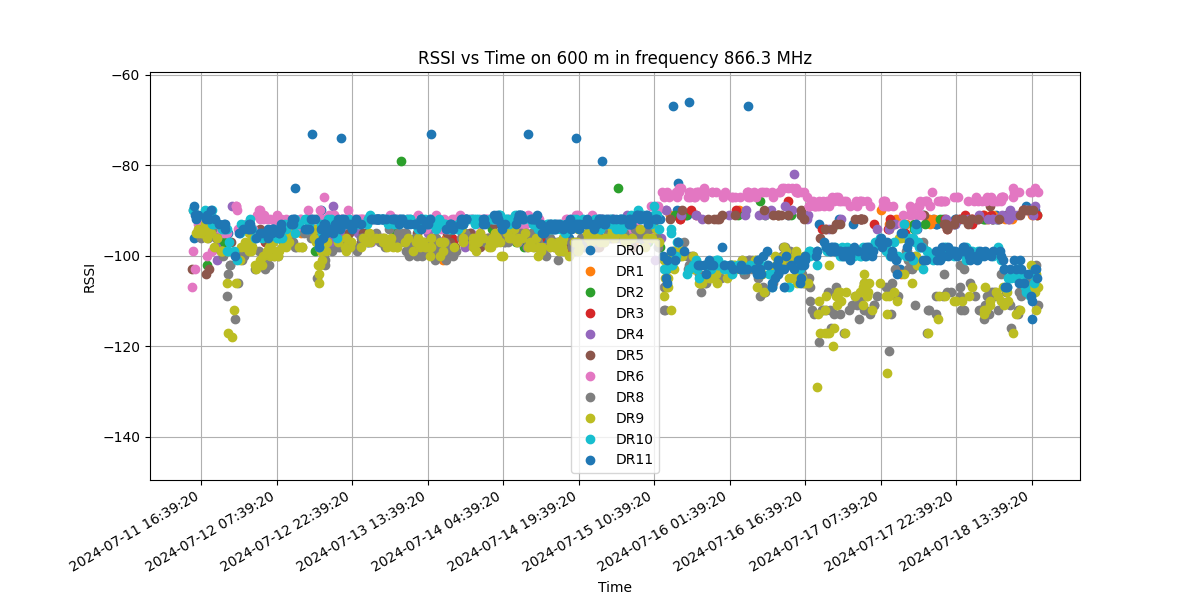 RSSI vs Time on 600 m in frequency 866.3 MHz
RSSI
−60
−80
−100
−120
−140
DR0
DR1
DR2
DR3
DR4
DR5
DR6
DR8
DR9
DR10
DR11
2024-07-11 16:39:20
2024-07-12 07:39:20
2024-07-12 22:39:20
2024-07-13 13:39:20
2024-07-14 04:39:20
2024-07-14 19:39:20
2024-07-15 10:39:20
2024-07-16 01:39:20
2024-07-16 16:39:20
2024-07-17 07:39:20
2024-07-17 22:39:20
2024-07-18 13:39:20
Time